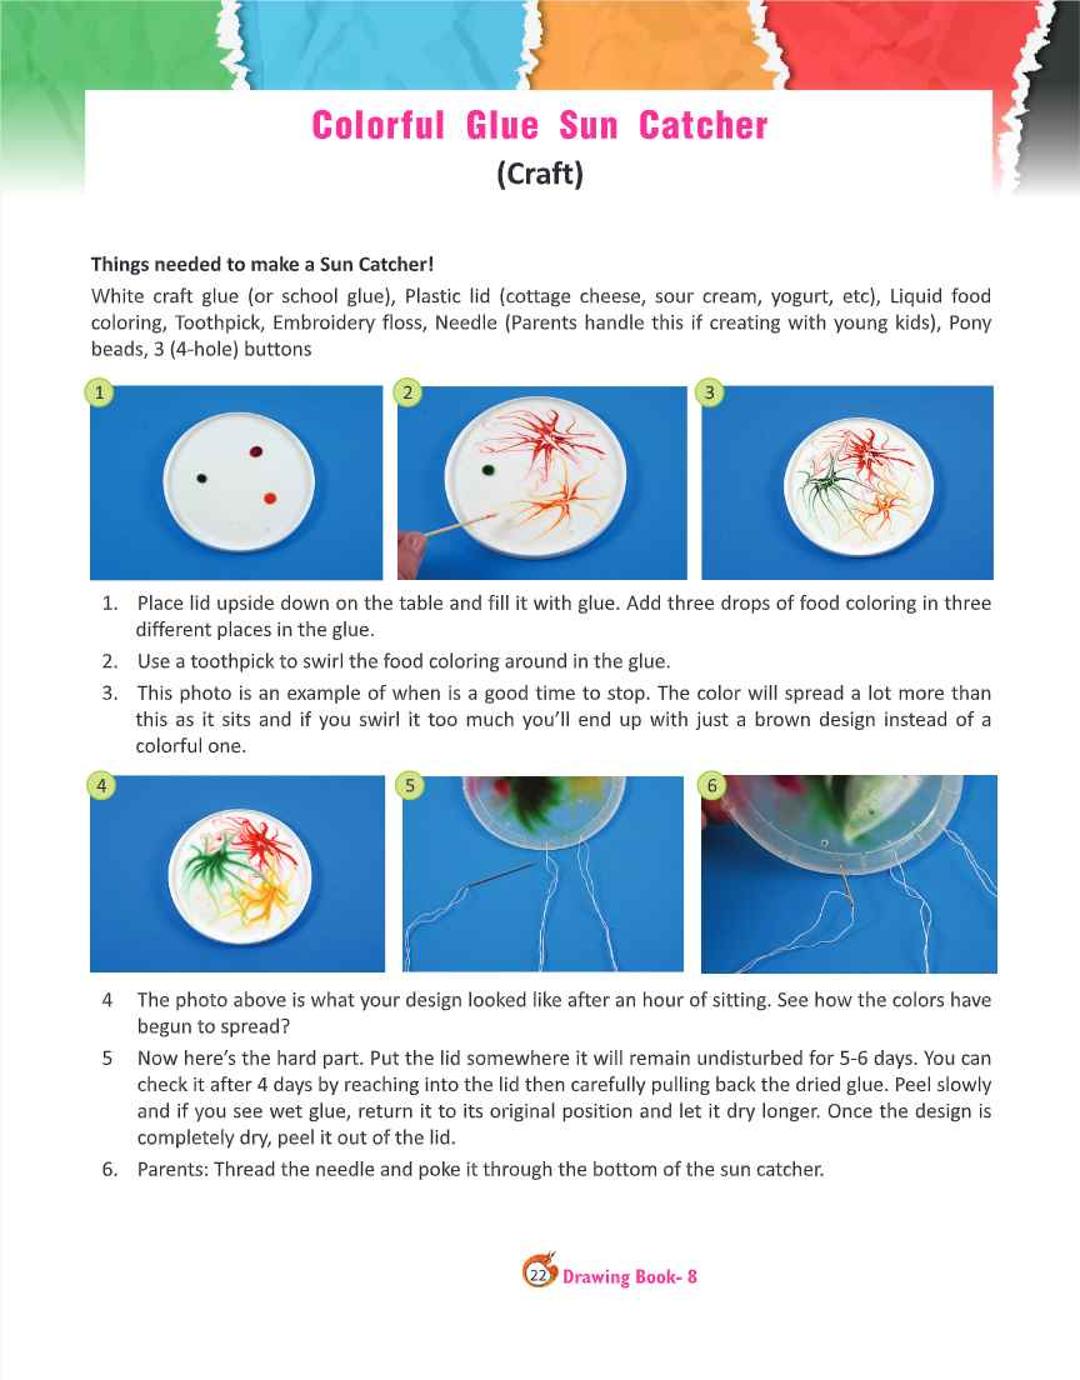 Colorful Glue Sun Catcher
(Craft)
Things needed to make a Sun Catcher!
White craft glue (or school glue), Plastic lid (cottage cheese, sour cream, yogurt, etc), Liquid food
coloring, Toothpick, Embroidery floss, Needle (Parents handle this if creating with young kids), Pony
beads, 3 (4-hole) buttons
1
2
3
1. Place lid upside down on the table and fill it with glue. Add three drops of food coloring in three
different places in the glue.
2. Use a toothpick to swirl the food coloring around in the glue.
3. This photo is an example of when is a good time to stop. The color will spread a lot more than
this as it sits and if you swirl it too much you'll end up with just a brown design instead of a
colorful one.
4
5
6
4 The photo above is what your design looked like after an hour of sitting. See how the colors have
begun to spread?
5 Now here's the hard part. Put the lid somewhere it will remain undisturbed for 5-6 days. You can
check it after 4 days by reaching into the lid then carefully pulling back the dried glue. Peel slowly
and if you see wet glue, return it to its original position and let it dry longer. Once the design is
completely dry, peel it out of the lid.
6. Parents: Thread the needle and poke it through the bottom of the sun catcher.
22 Drawing Book- 8